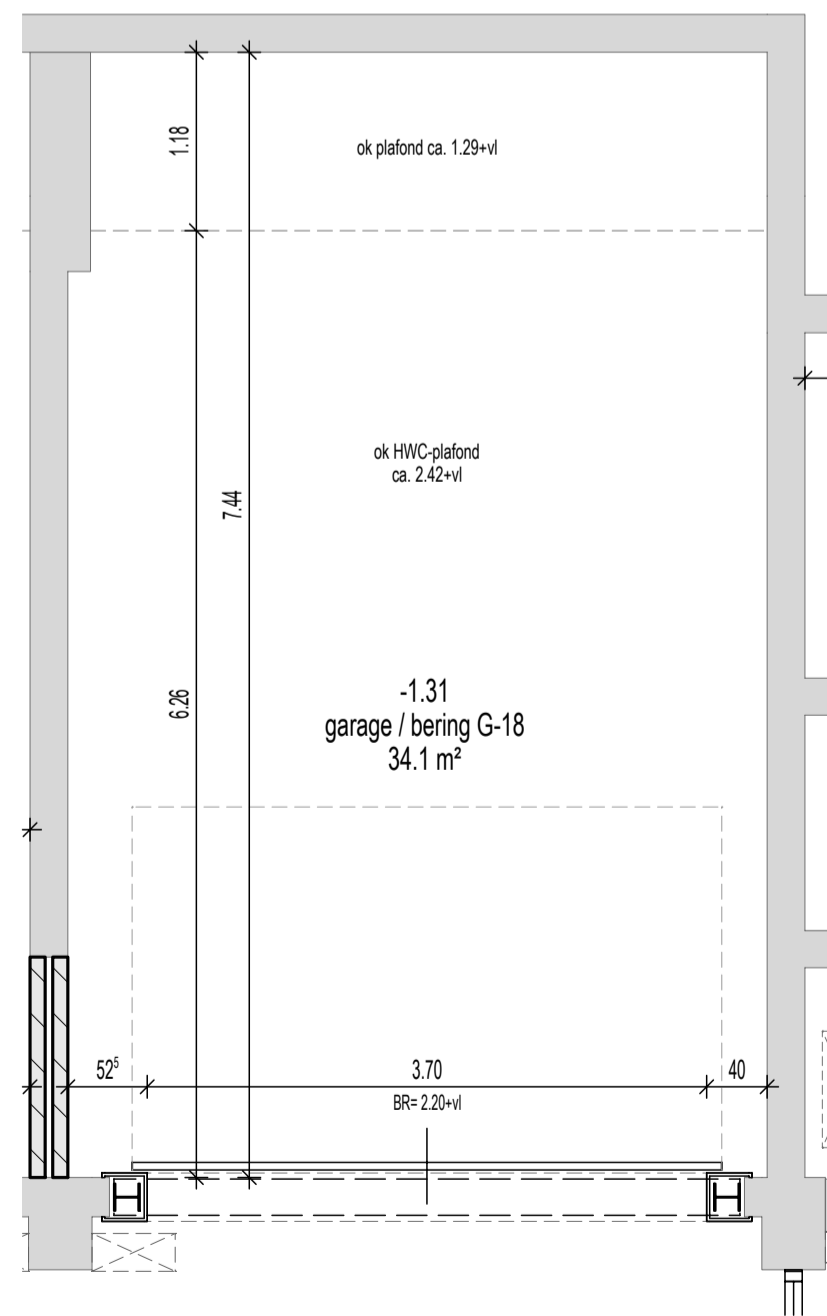 1.18
ok plafond ca. 1.29+vl
ok HWC-plafond
ca. 2.42+vl
7.44
6.26
-1.31
garage / bering G-18
34.1 m²
52⁵
3.70
40
BR= 2.20+vl